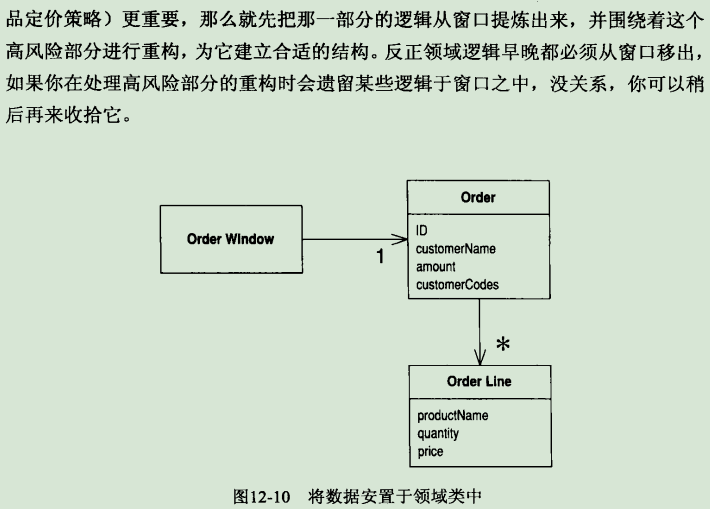 品定价策略）更重要，那么就先把那一部分的逻辑从窗口提炼出来，并围绕着这个
高风险部分进行重构，为它建立合适的结构。反正领域逻辑早晚都必须从窗口移出，
如果你在处理高风险部分的重构时会遗留某些逻辑于窗口之中，没关系，你可以稍
后再来收拾它。
Order Window
1
Order
ID
customerName
amount
customerCodes
*
Order Line
productName
quantity
price
图12-10 将数据安置于领域类中